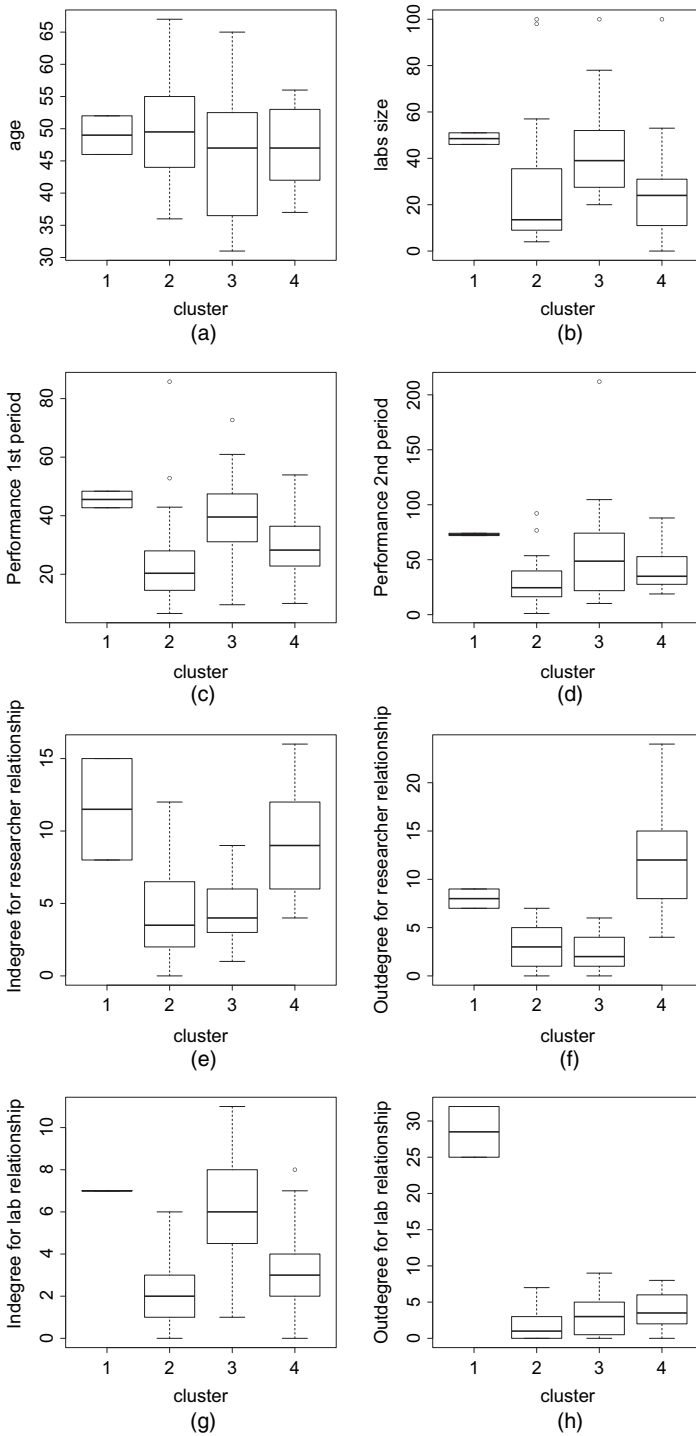 age
65
60
55
50
45
40
35
30
1 2 3 4
cluster
(a)
labs size
100
80
60
40
20
0
1 2 3 4
cluster
(b)
Performance 1st period
80
60
40
20
1 2 3 4
cluster
(c)
Performance 2nd period
200
150
100
50
0
1 2 3 4
cluster
(d)
Indegree for researcher relationship
15
10
5
0
1 2 3 4
cluster
(e)
Outdegree for researcher relationship
20
15
10
5
0
1 2 3 4
cluster
(f)
Indegree for lab relationship
10
8
6
4
2
0
1 2 3 4
cluster
(g)
Outdegree for lab relationship
30
25
20
15
10
5
0
1 2 3 4
cluster
(h)